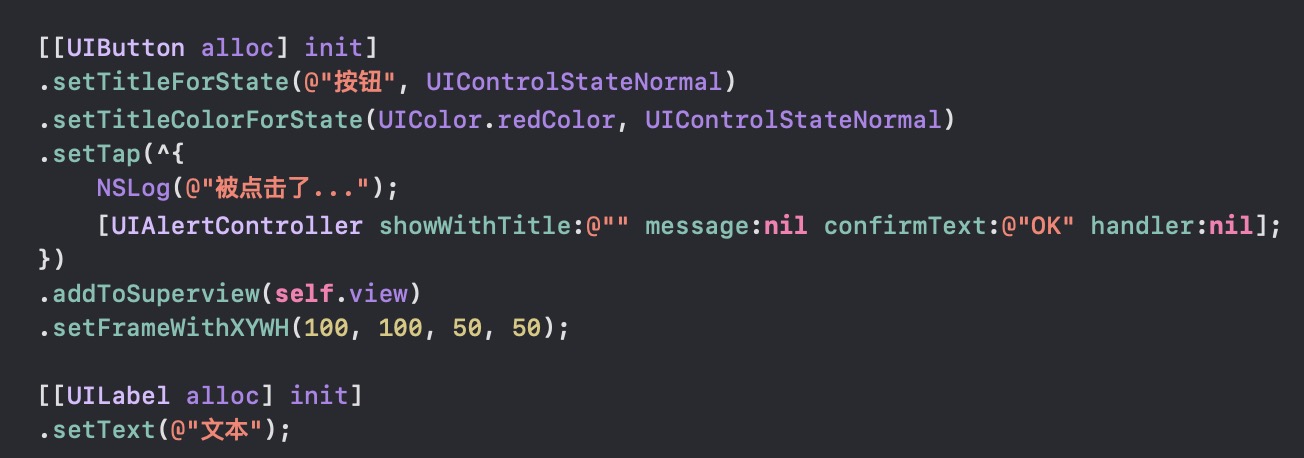 [[UIButton alloc] init]
.setTitleForState(@"按钮", UIControlStateNormal)
.setTitleColorForState(UIColor.redColor, UIControlStateNormal)
.setTap(^{
    NSLog(@"被点击了...");
    [UIAlertController showWithTitle:@"" message:nil confirmText:@"OK" handler:nil];
})
.addToSuperview(self.view)
.setFrameWithXYWH(100, 100, 50, 50);
[[UILabel alloc] init]
.setText(@"文本");